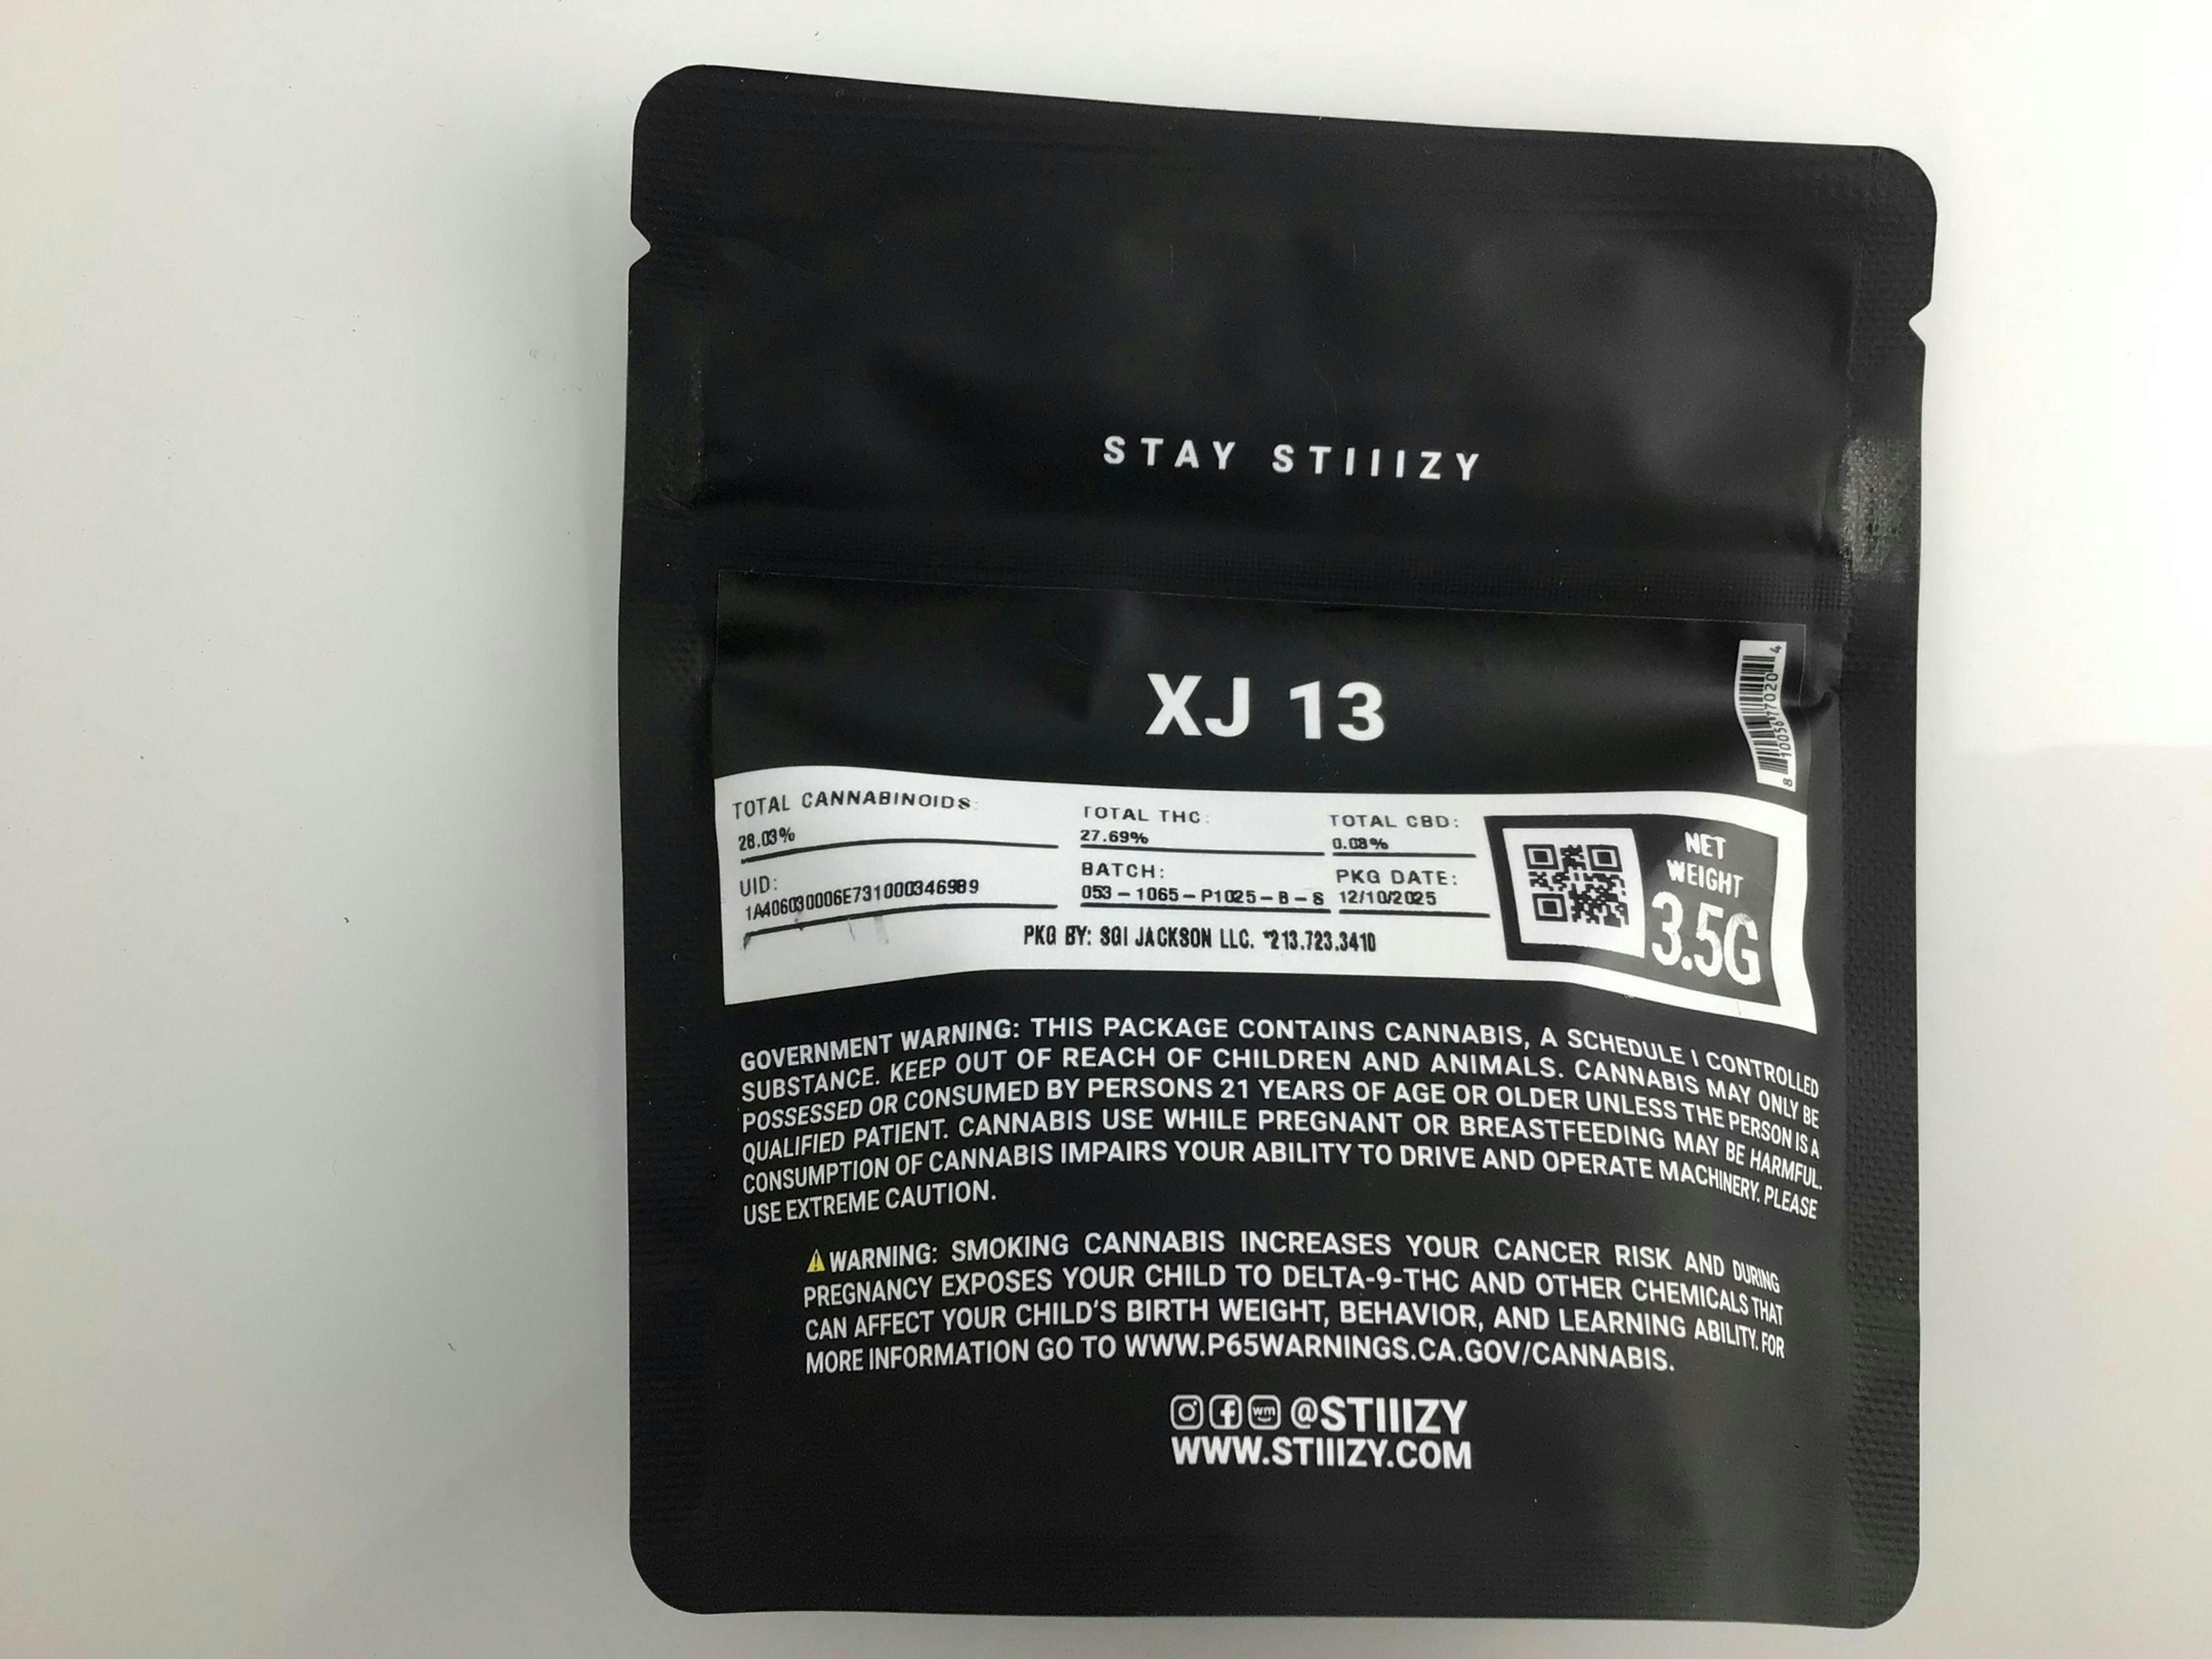 STAY STIIIZY
XJ 13
8 10056 77020 4
TOTAL CANNABINOIDS:
28.03%
TOTAL THC:
27.69%
TOTAL CBD:
0.08%
UID:
1A406030006E731000346989
BATCH:
053-1065-P1025-B-S
PKG DATE:
12/10/2025
PKG BY: SGI JACKSON LLC. *213.723.3410
NET
WEIGHT
3.5G
GOVERNMENT WARNING: THIS PACKAGE CONTAINS CANNABIS, A SCHEDULE I CONTROLLED
SUBSTANCE. KEEP OUT OF REACH OF CHILDREN AND ANIMALS. CANNABIS MAY ONLY BE
POSSESSED OR CONSUMED BY PERSONS 21 YEARS OF AGE OR OLDER UNLESS THE PERSON IS A
QUALIFIED PATIENT. CANNABIS USE WHILE PREGNANT OR BREASTFEEDING MAY BE HARMFUL.
CONSUMPTION OF CANNABIS IMPAIRS YOUR ABILITY TO DRIVE AND OPERATE MACHINERY. PLEASE
USE EXTREME CAUTION.
WARNING: SMOKING CANNABIS INCREASES YOUR CANCER RISK AND DURING
PREGNANCY EXPOSES YOUR CHILD TO DELTA-9-THC AND OTHER CHEMICALS THAT
CAN AFFECT YOUR CHILD'S BIRTH WEIGHT, BEHAVIOR, AND LEARNING ABILITY. FOR
MORE INFORMATION GO TO WWW.P65WARNINGS.CA.GOV/CANNABIS.
wm @STIIIZY
WWW.STIIIZY.COM